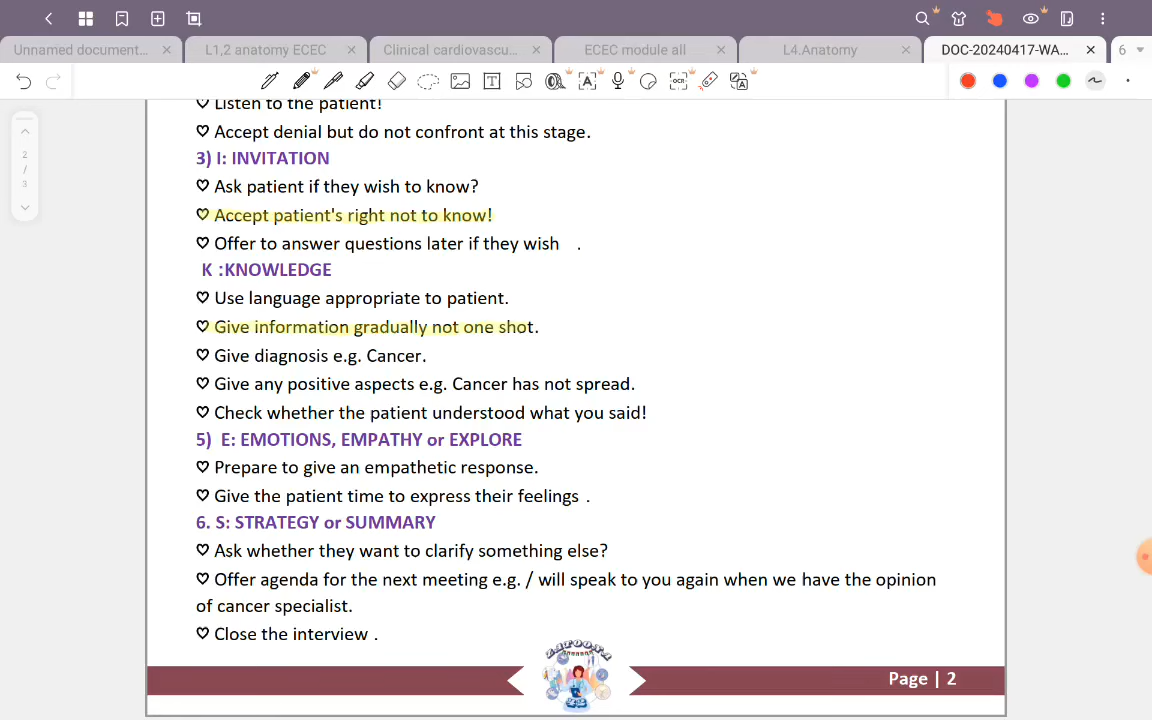 Unnamed document...
L1,2 anatomy ECEC
Clinical cardiovascu...
ECEC module all
L4.Anatomy
DOC-20240417-WA...
6
OCR
2
/
3
♡ Listen to the patient!
♡ Accept denial but do not confront at this stage.
3) I: INVITATION
♡ Ask patient if they wish to know?
♡ Accept patient's right not to know!
♡ Offer to answer questions later if they wish .
K :KNOWLEDGE
♡ Use language appropriate to patient.
♡ Give information gradually not one shot.
♡ Give diagnosis e.g. Cancer.
♡ Give any positive aspects e.g. Cancer has not spread.
♡ Check whether the patient understood what you said!
5) E: EMOTIONS, EMPATHY or EXPLORE
♡ Prepare to give an empathetic response.
♡ Give the patient time to express their feelings .
6. S: STRATEGY or SUMMARY
♡ Ask whether they want to clarify something else?
♡ Offer agenda for the next meeting e.g. / will speak to you again when we have the opinion
of cancer specialist.
♡ Close the interview .
Page | 2